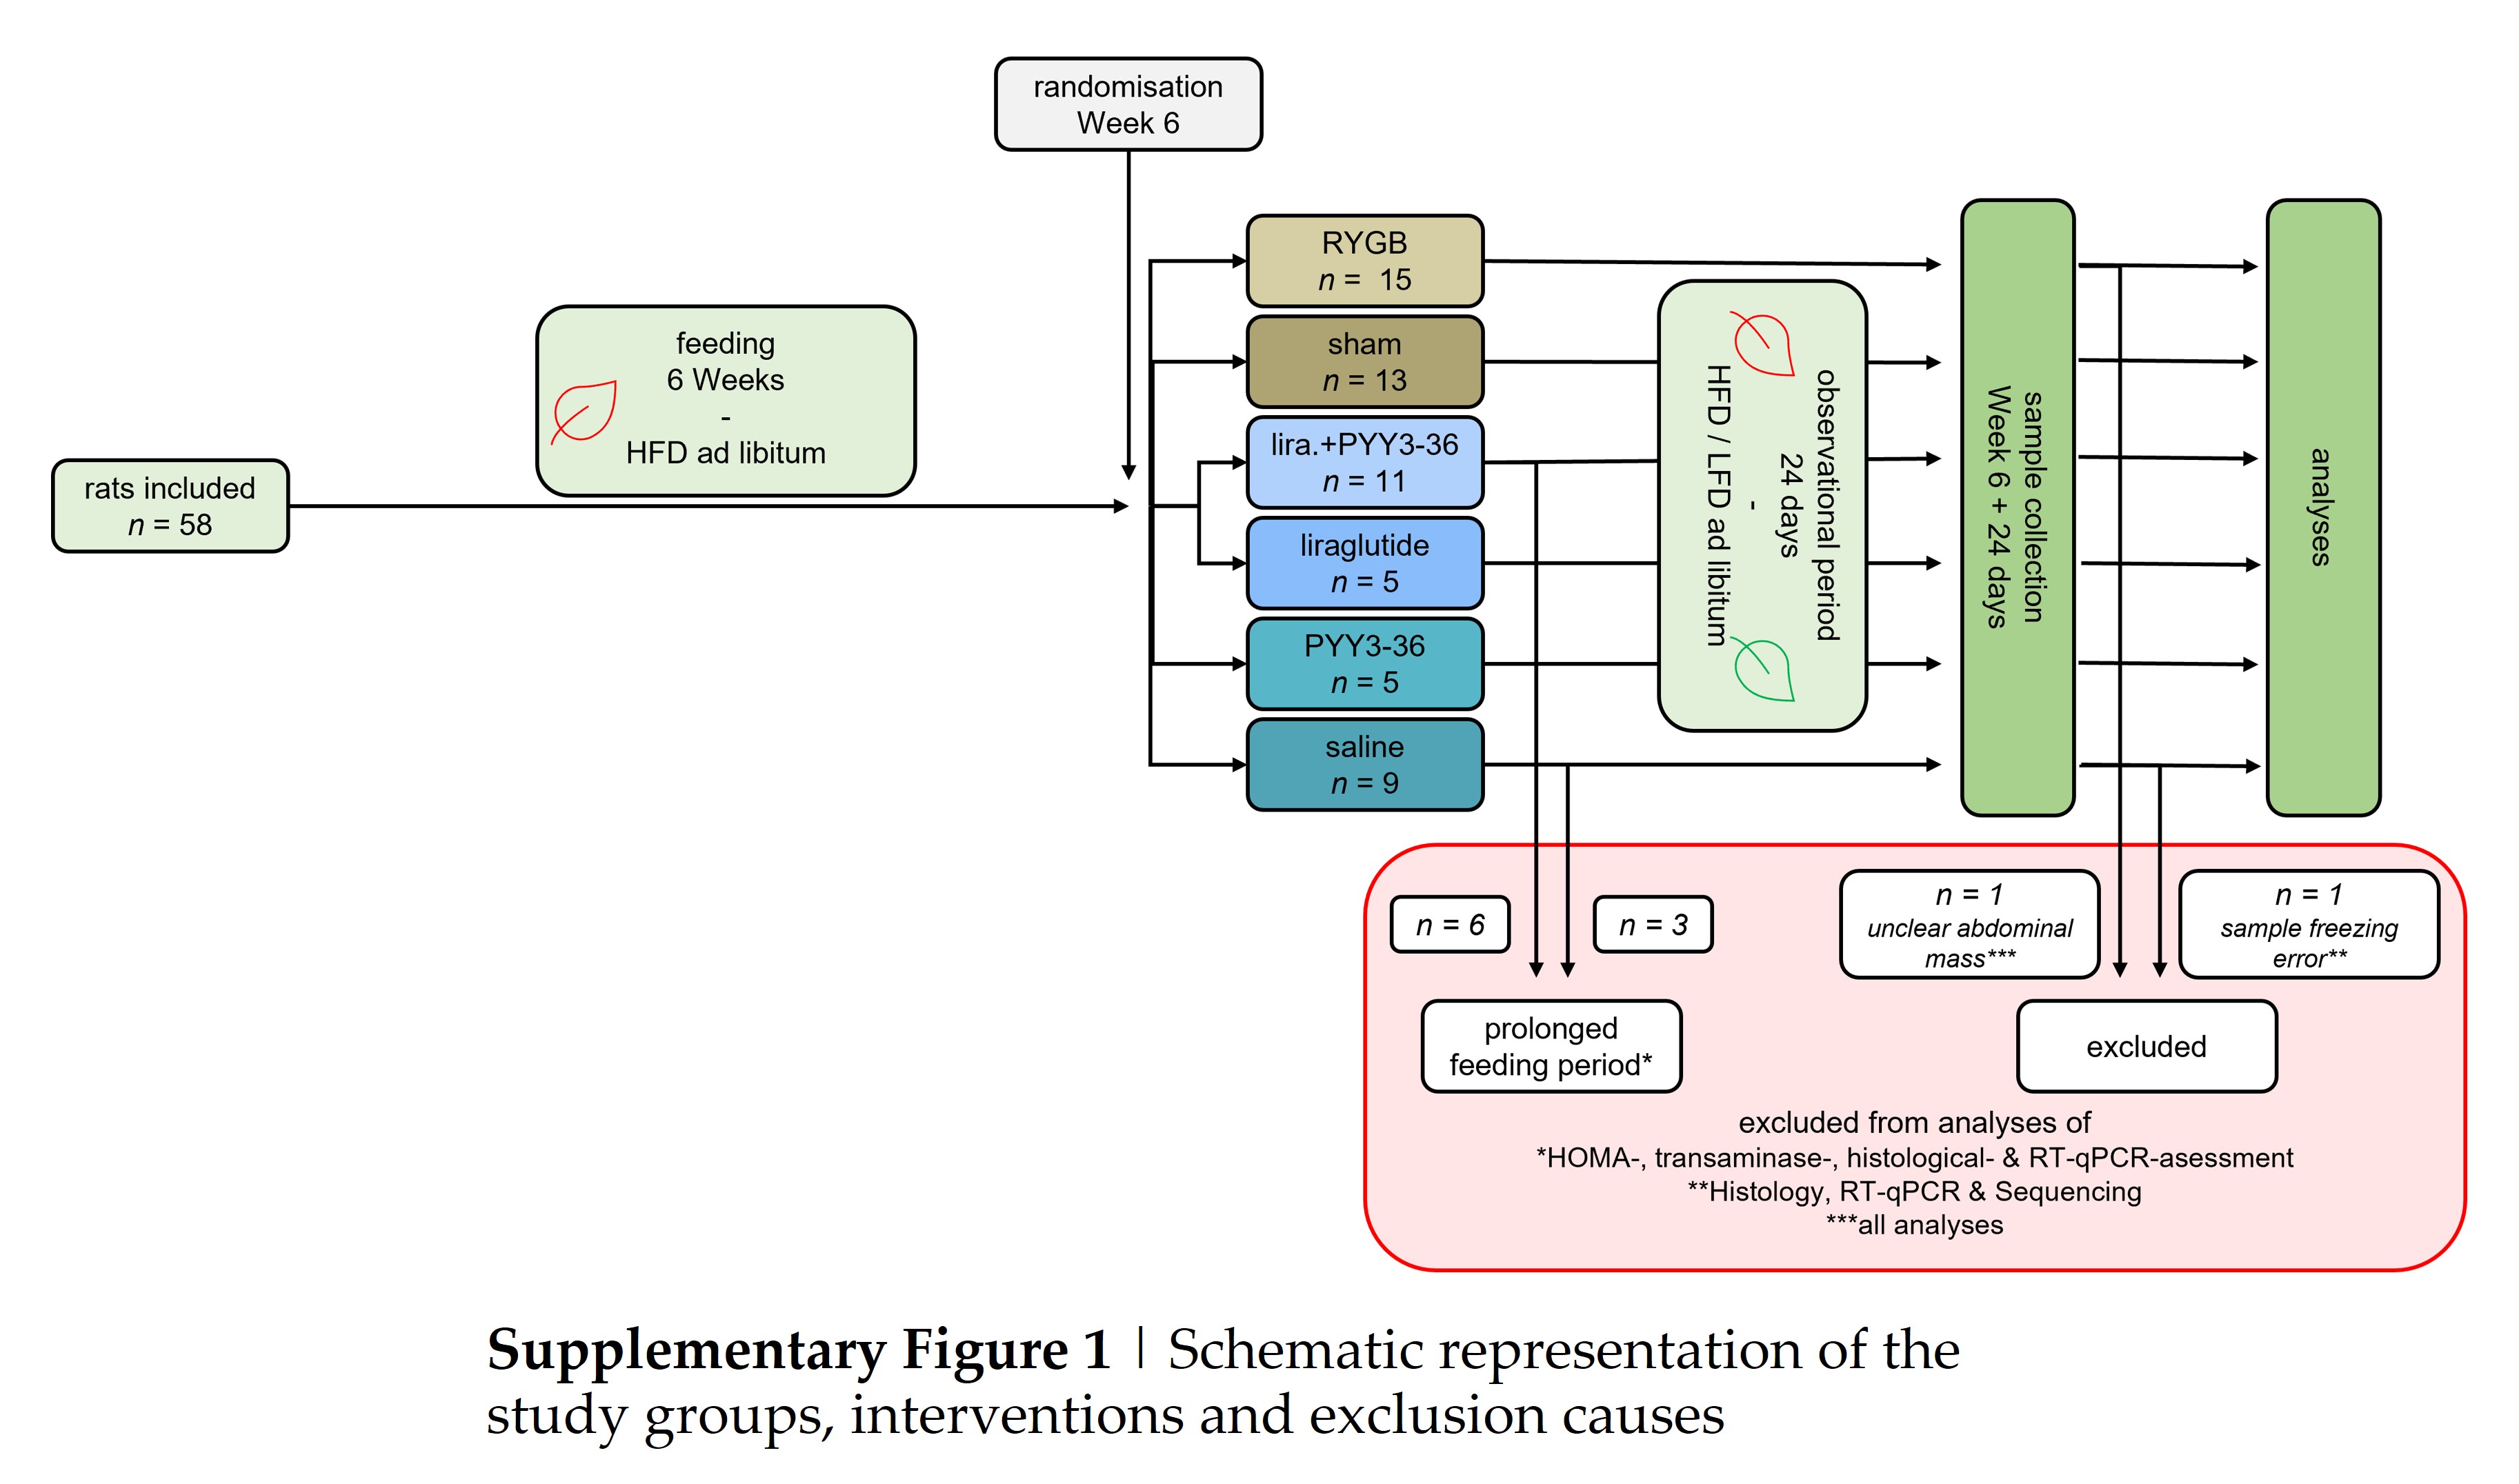 randomisation
Week 6
feeding
6 Weeks
-
HFD ad libitum
rats included
n = 58
RYGB
n =  15
sham
n = 13
lira.+PYY3-36
n = 11
liraglutide
n = 5
PYY3-36
n = 5
saline
n = 9
observational period
24 days
-
HFD / LFD ad libitum
sample collection
Week 6 + 24 days
analyses
n = 6
n = 3
n = 1
unclear abdominal
mass***
n = 1
sample freezing
error**
prolonged
feeding period*
excluded
excluded from analyses of
*HOMA-, transaminase-, histological- & RT-qPCR-asessment
**Histology, RT-qPCR & Sequencing
***all analyses
Supplementary Figure 1 | Schematic representation of the
study groups, interventions and exclusion causes